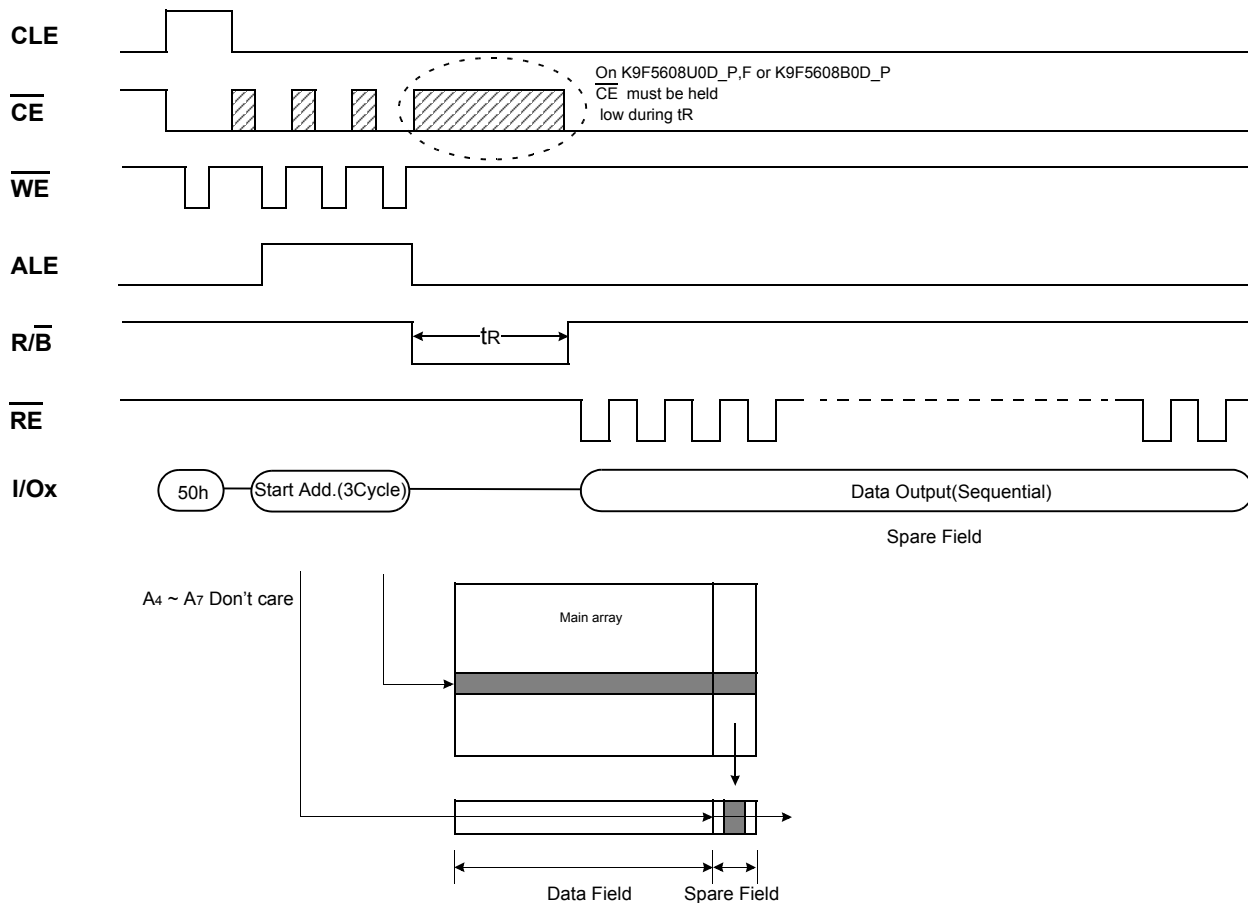 CLE
On K9F5608U0D_P,F or K9F5608B0D_P
CE must be held
low during tR
CE
WE
ALE
R/B
tR
RE
I/Ox
50h
Start Add.(3Cycle)
Data Output(Sequential)
Spare Field
A4 ~ A7 Don't care
Main array
Data Field
Spare Field